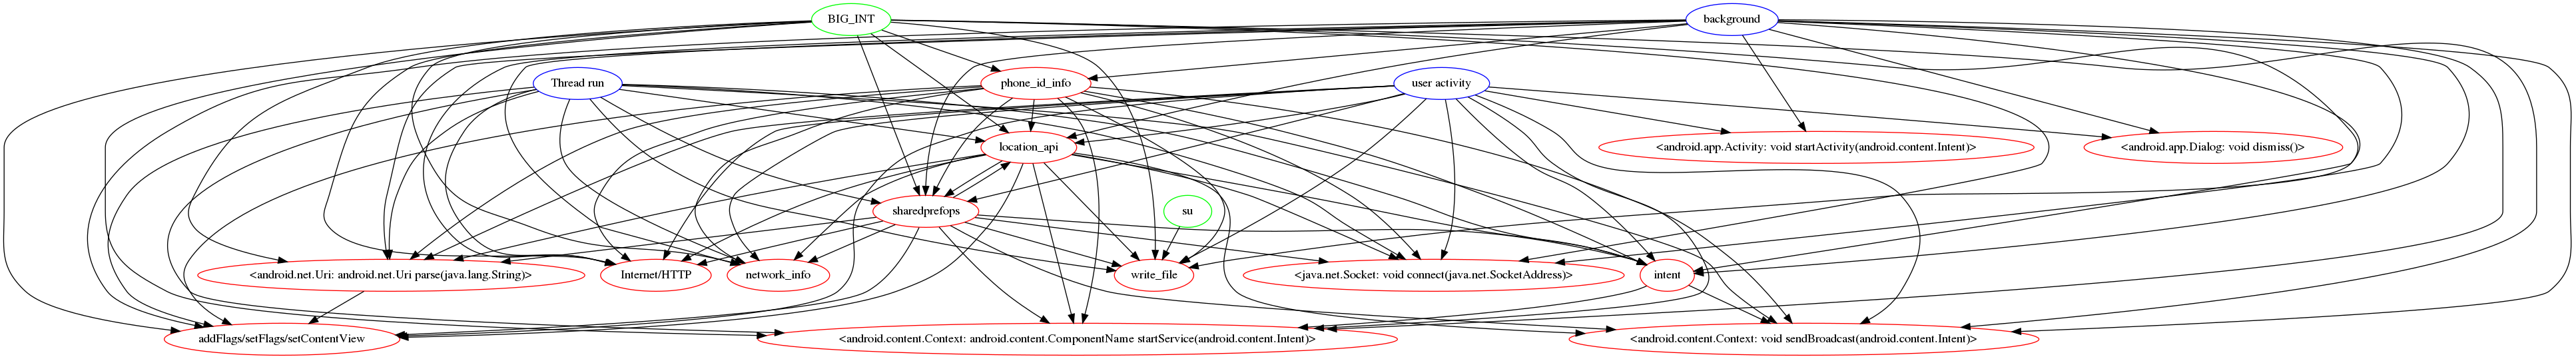 BIG_INT
background
Thread run
phone_id_info
user activity
location_api
<android.app.Activity: void startActivity(android.content.Intent)>
<android.app.Dialog: void dismiss()>
sharedprefops
su
<android.net.Uri: android.net.Uri parse(java.lang.String)>
Internet/HTTP
network_info
write_file
<java.net.Socket: void connect(java.net.SocketAddress)>
intent
addFlags/setFlags/setContentView
<android.content.Context: android.content.ComponentName startService(android.content.Intent)>
<android.content.Context: void sendBroadcast(android.content.Intent)>